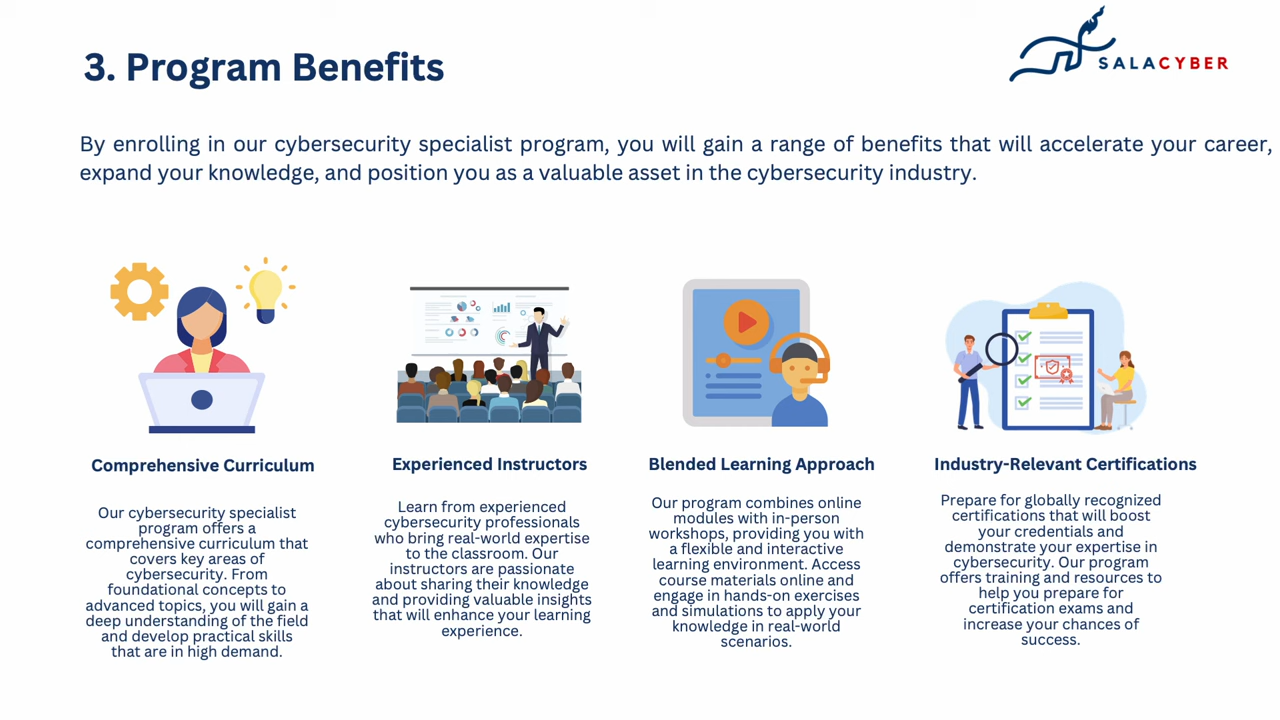 3. Program Benefits
SALACYBER
By enrolling in our cybersecurity specialist program, you will gain a range of benefits that will accelerate your career,
expand your knowledge, and position you as a valuable asset in the cybersecurity industry.
Comprehensive Curriculum
Our cybersecurity specialist
program offers a
comprehensive curriculum that
covers key areas of
cybersecurity. From
foundational concepts to
advanced topics, you will gain a
deep understanding of the field
and develop practical skills
that are in high demand.
Experienced Instructors
Learn from experienced
cybersecurity professionals
who bring real-world expertise
to the classroom. Our
instructors are passionate
about sharing their knowledge
and providing valuable insights
that will enhance your learning
experience.
Blended Learning Approach
Our program combines online
modules with in-person
workshops, providing you with
a flexible and interactive
learning environment. Access
course materials online and
engage in hands-on exercises
and simulations to apply your
knowledge in real-world
scenarios.
Industry-Relevant Certifications
Prepare for globally recognized
certifications that will boost
your credentials and
demonstrate your expertise in
cybersecurity. Our program
offers training and resources to
help you prepare for
certification exams and
increase your chances of
success.